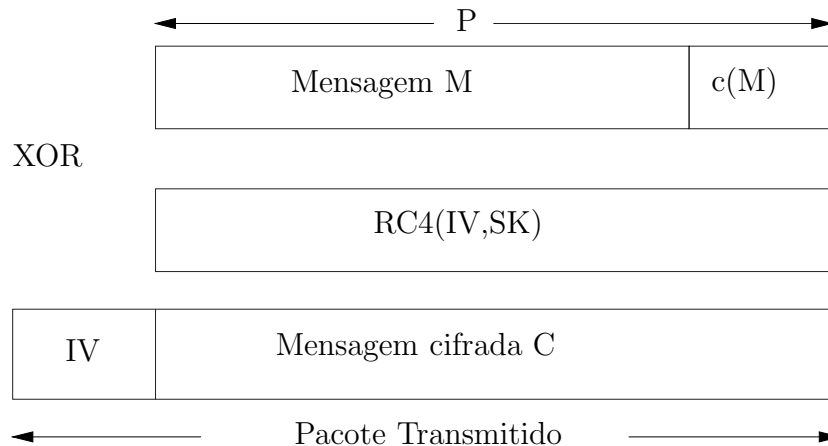 P
Mensagem M c(M)
XOR
RC4(IV,SK)
IV Mensagem cifrada C
Pacote Transmitido